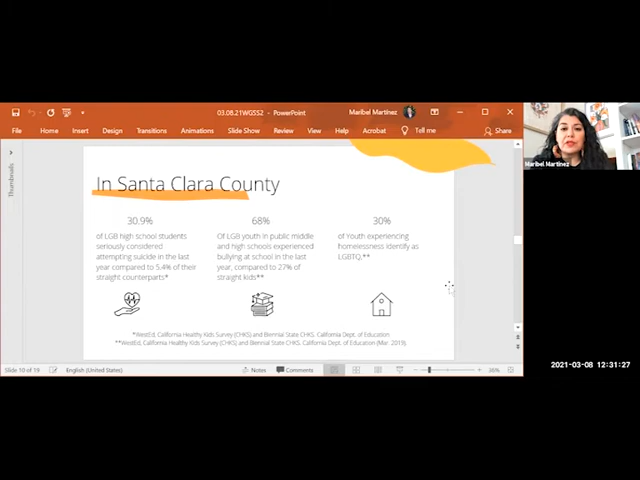 03.08.21WGSS2 - PowerPoint
Maribel Martinez
File Home Insert Design Transitions Animations Slide Show Review View Help Acrobat Tell me Share
Maribel Martinez
Thumbnails
In Santa Clara County
30.9%
of LGB high school students
seriously considered
attempting suicide in the last
year compared to 5.4% of their
straight counterparts*
68%
Of LGB youth in public middle
and high schools experienced
bullying at school in the last
year, compared to 27% of
straight kids**
30%
of Youth experiencing
homelessness identify as
LGBTQ.**
*WestEd, California Healthy Kids Survey (CHKS) and Biennial State CHKS. California Dept. of Education
**WestEd, California Healthy Kids Survey (CHKS) and Biennial State CHKS. California Dept. of Education (Mar. 2019).
2021-03-08 12:31:27
Slide 10 of 19 English (United States) Notes Comments 36%